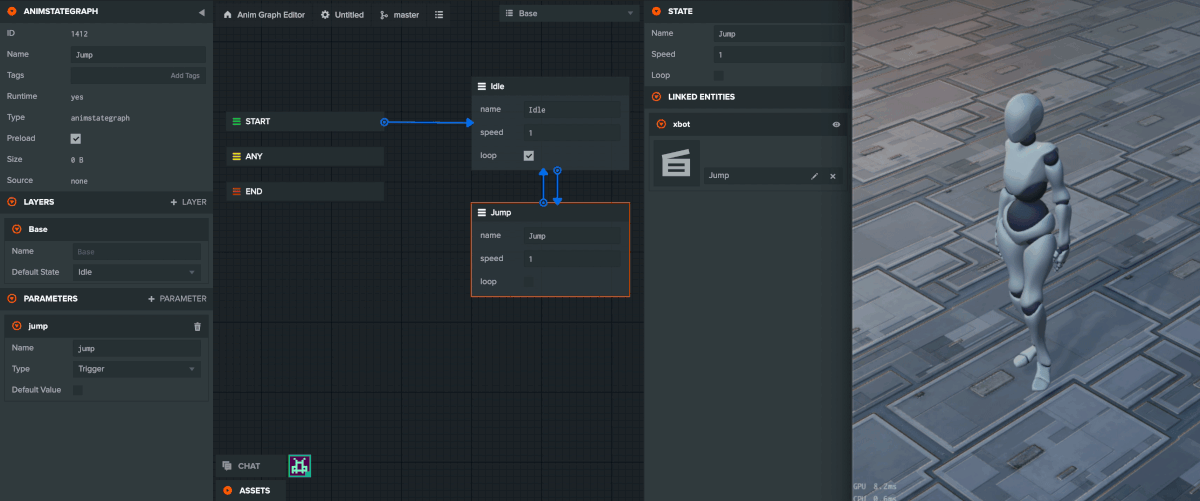 ANIMSTATEGRAPH
ID 1412
Name Jump
Tags Add Tags
Runtime yes
Type animstategraph
Preload
Size 0 B
Source none
LAYERS + LAYER
Base
Name Base
Default State Idle
PARAMETERS + PARAMETER
jump
Name jump
Type Trigger
Default Value
Anim Graph Editor Untitled master
Base
START
ANY
END
Idle
name Idle
speed 1
loop
Jump
name Jump
speed 1
loop
CHAT
ASSETS
STATE
Name Jump
Speed 1
Loop
LINKED ENTITIES
xbot
Jump
GPU 8.2ms
CPU 0.6ms